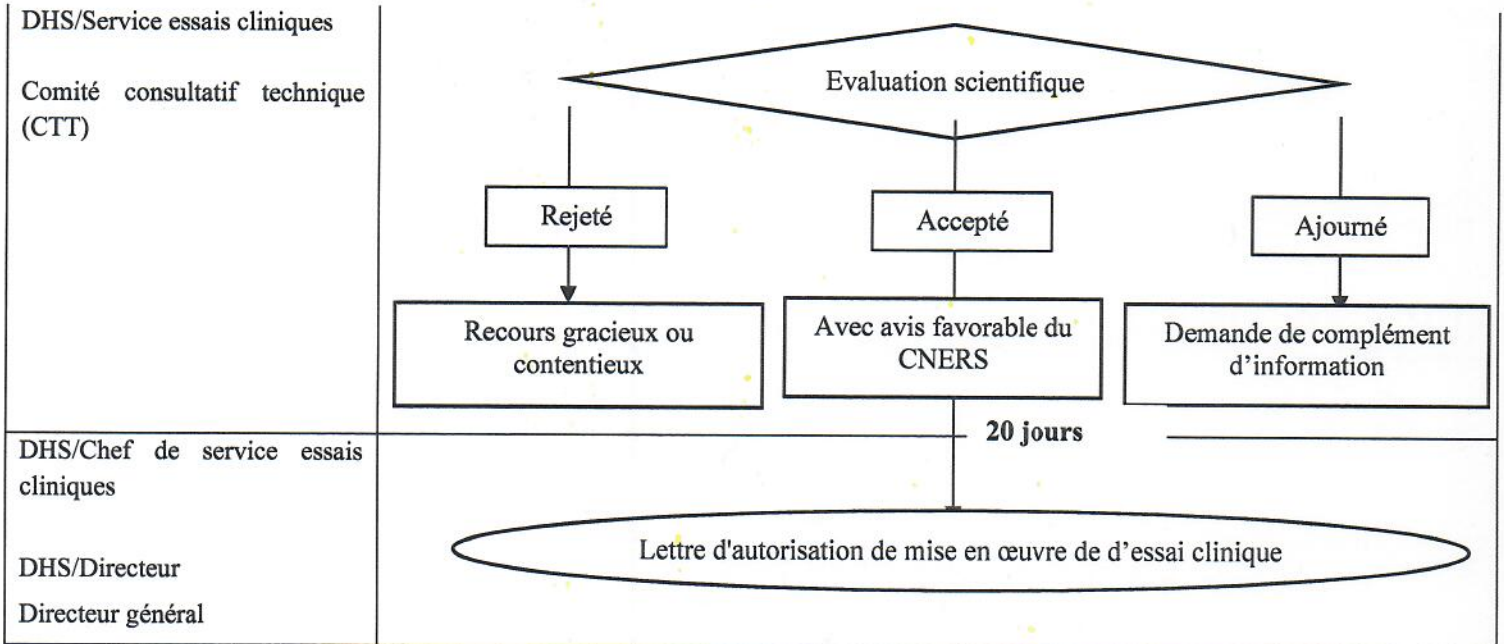 DHS/Service essais cliniques
Comité consultatif technique
(CTT)
Evaluation scientifique
Rejeté
Accepté
Ajourné
Recours gracieux ou
contentieux
Avec avis favorable du
CNERS
Demande de complément
d'information
20 jours
DHS/Chef de service essais
cliniques
DHS/Directeur
Directeur général
Lettre d'autorisation de mise en œuvre de d'essai clinique